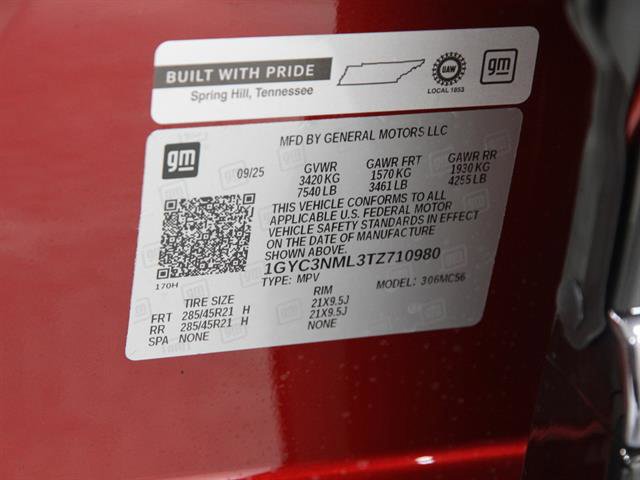 BUILT WITH PRIDE
Spring Hill, Tennessee
UAW
LOCAL 1853
gm
gm
MFD BY GENERAL MOTORS LLC
09/25
GVWR GAWR FRT GAWR RR
3420 KG 1570 KG 1930 KG
7540 LB 3461 LB 4255 LB
THIS VEHICLE CONFORMS TO ALL
APPLICABLE U.S. FEDERAL MOTOR
VEHICLE SAFETY STANDARDS IN EFFECT
ON THE DATE OF MANUFACTURE
SHOWN ABOVE.
1GYC3NML3TZ710980
170H
TYPE: MPV MODEL: 306MC56
TIRE SIZE RIM
FRT 285/45R21 H 21X9.5J
RR 285/45R21 H 21X9.5J
SPA NONE NONE